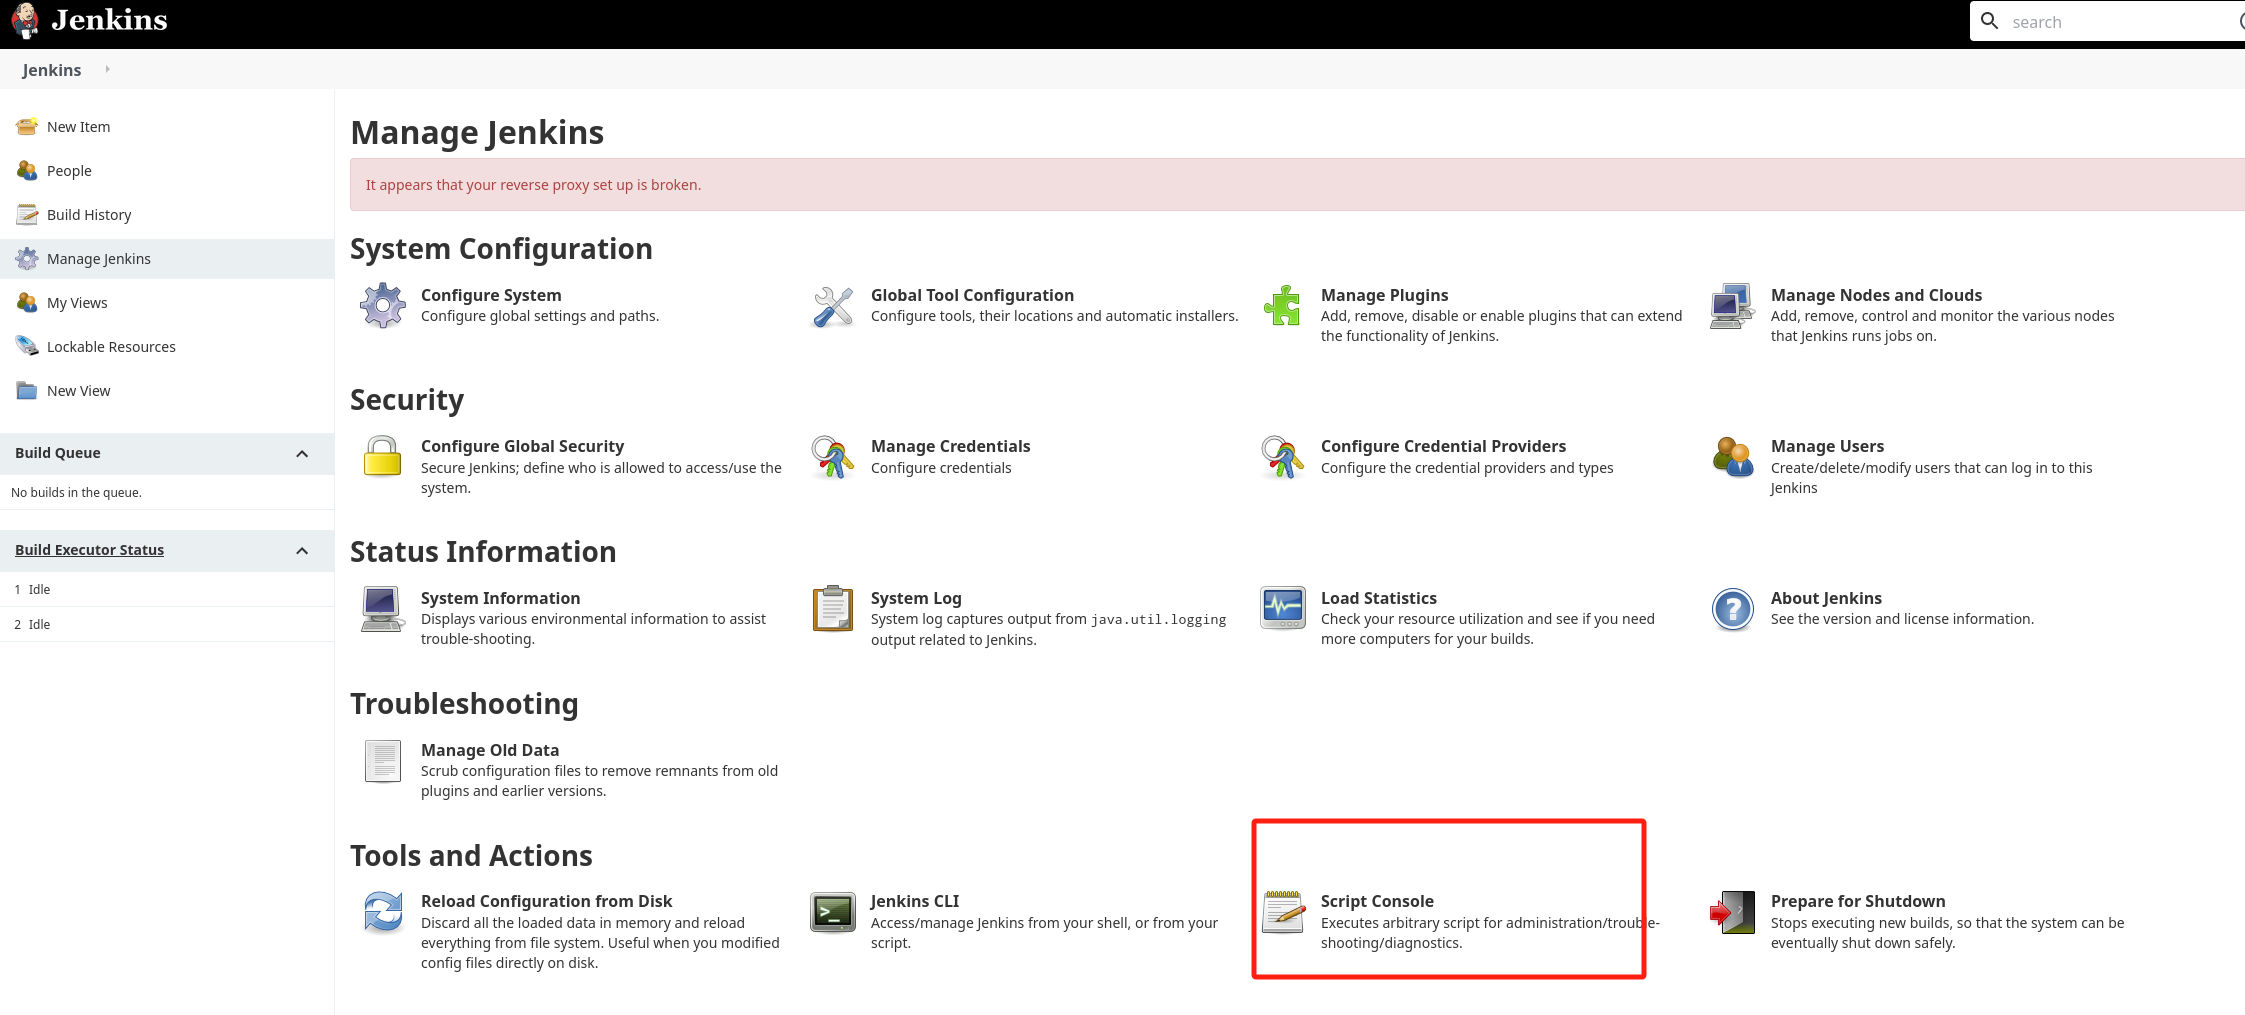 Jenkins
search
Jenkins
New Item
People
Build History
Manage Jenkins
My Views
Lockable Resources
New View
Build Queue
No builds in the queue.
Build Executor Status
1 Idle
2 Idle
Manage Jenkins
It appears that your reverse proxy set up is broken.
System Configuration
Configure System
Configure global settings and paths.
Global Tool Configuration
Configure tools, their locations and automatic installers.
Manage Plugins
Add, remove, disable or enable plugins that can extend
the functionality of Jenkins.
Manage Nodes and Clouds
Add, remove, control and monitor the various nodes
that Jenkins runs jobs on.
Security
Configure Global Security
Secure Jenkins; define who is allowed to access/use the
system.
Manage Credentials
Configure credentials
Configure Credential Providers
Configure the credential providers and types
Manage Users
Create/delete/modify users that can log in to this
Jenkins
Status Information
System Information
Displays various environmental information to assist
trouble-shooting.
System Log
System log captures output from java.util.logging
output related to Jenkins.
Load Statistics
Check your resource utilization and see if you need
more computers for your builds.
About Jenkins
See the version and license information.
Troubleshooting
Manage Old Data
Scrub configuration files to remove remnants from old
plugins and earlier versions.
Tools and Actions
Reload Configuration from Disk
Discard all the loaded data in memory and reload
everything from file system. Useful when you modified
config files directly on disk.
Jenkins CLI
Access/manage Jenkins from your shell, or from your
script.
Script Console
Executes arbitrary script for administration/trouble-
shooting/diagnostics.
Prepare for Shutdown
Stops executing new builds, so that the system can be
eventually shut down safely.